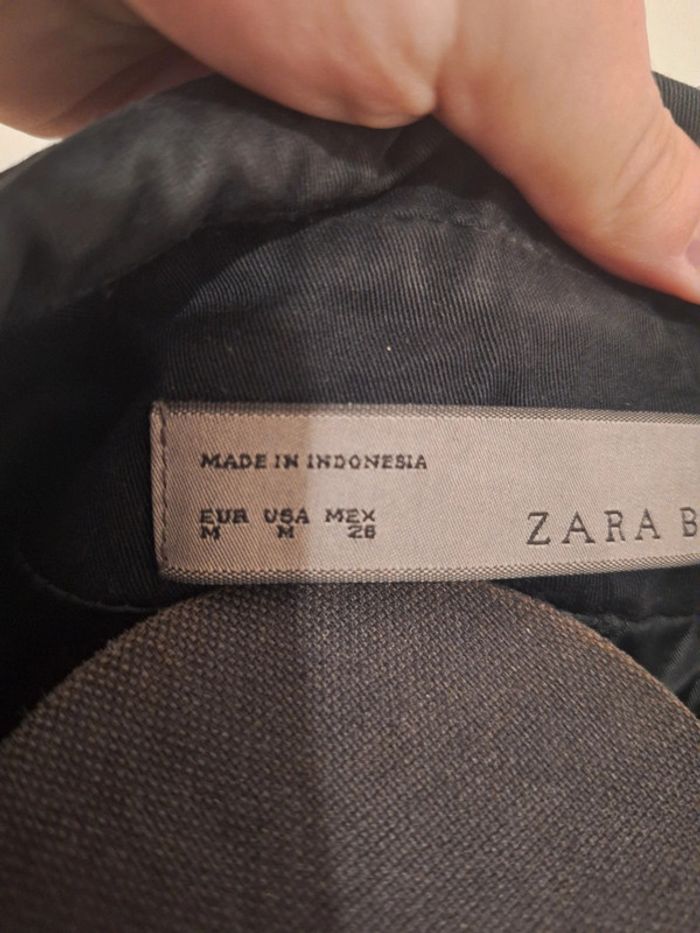 MADE IN INDONESIA
EUR USA MEX
M M 28
ZARA B